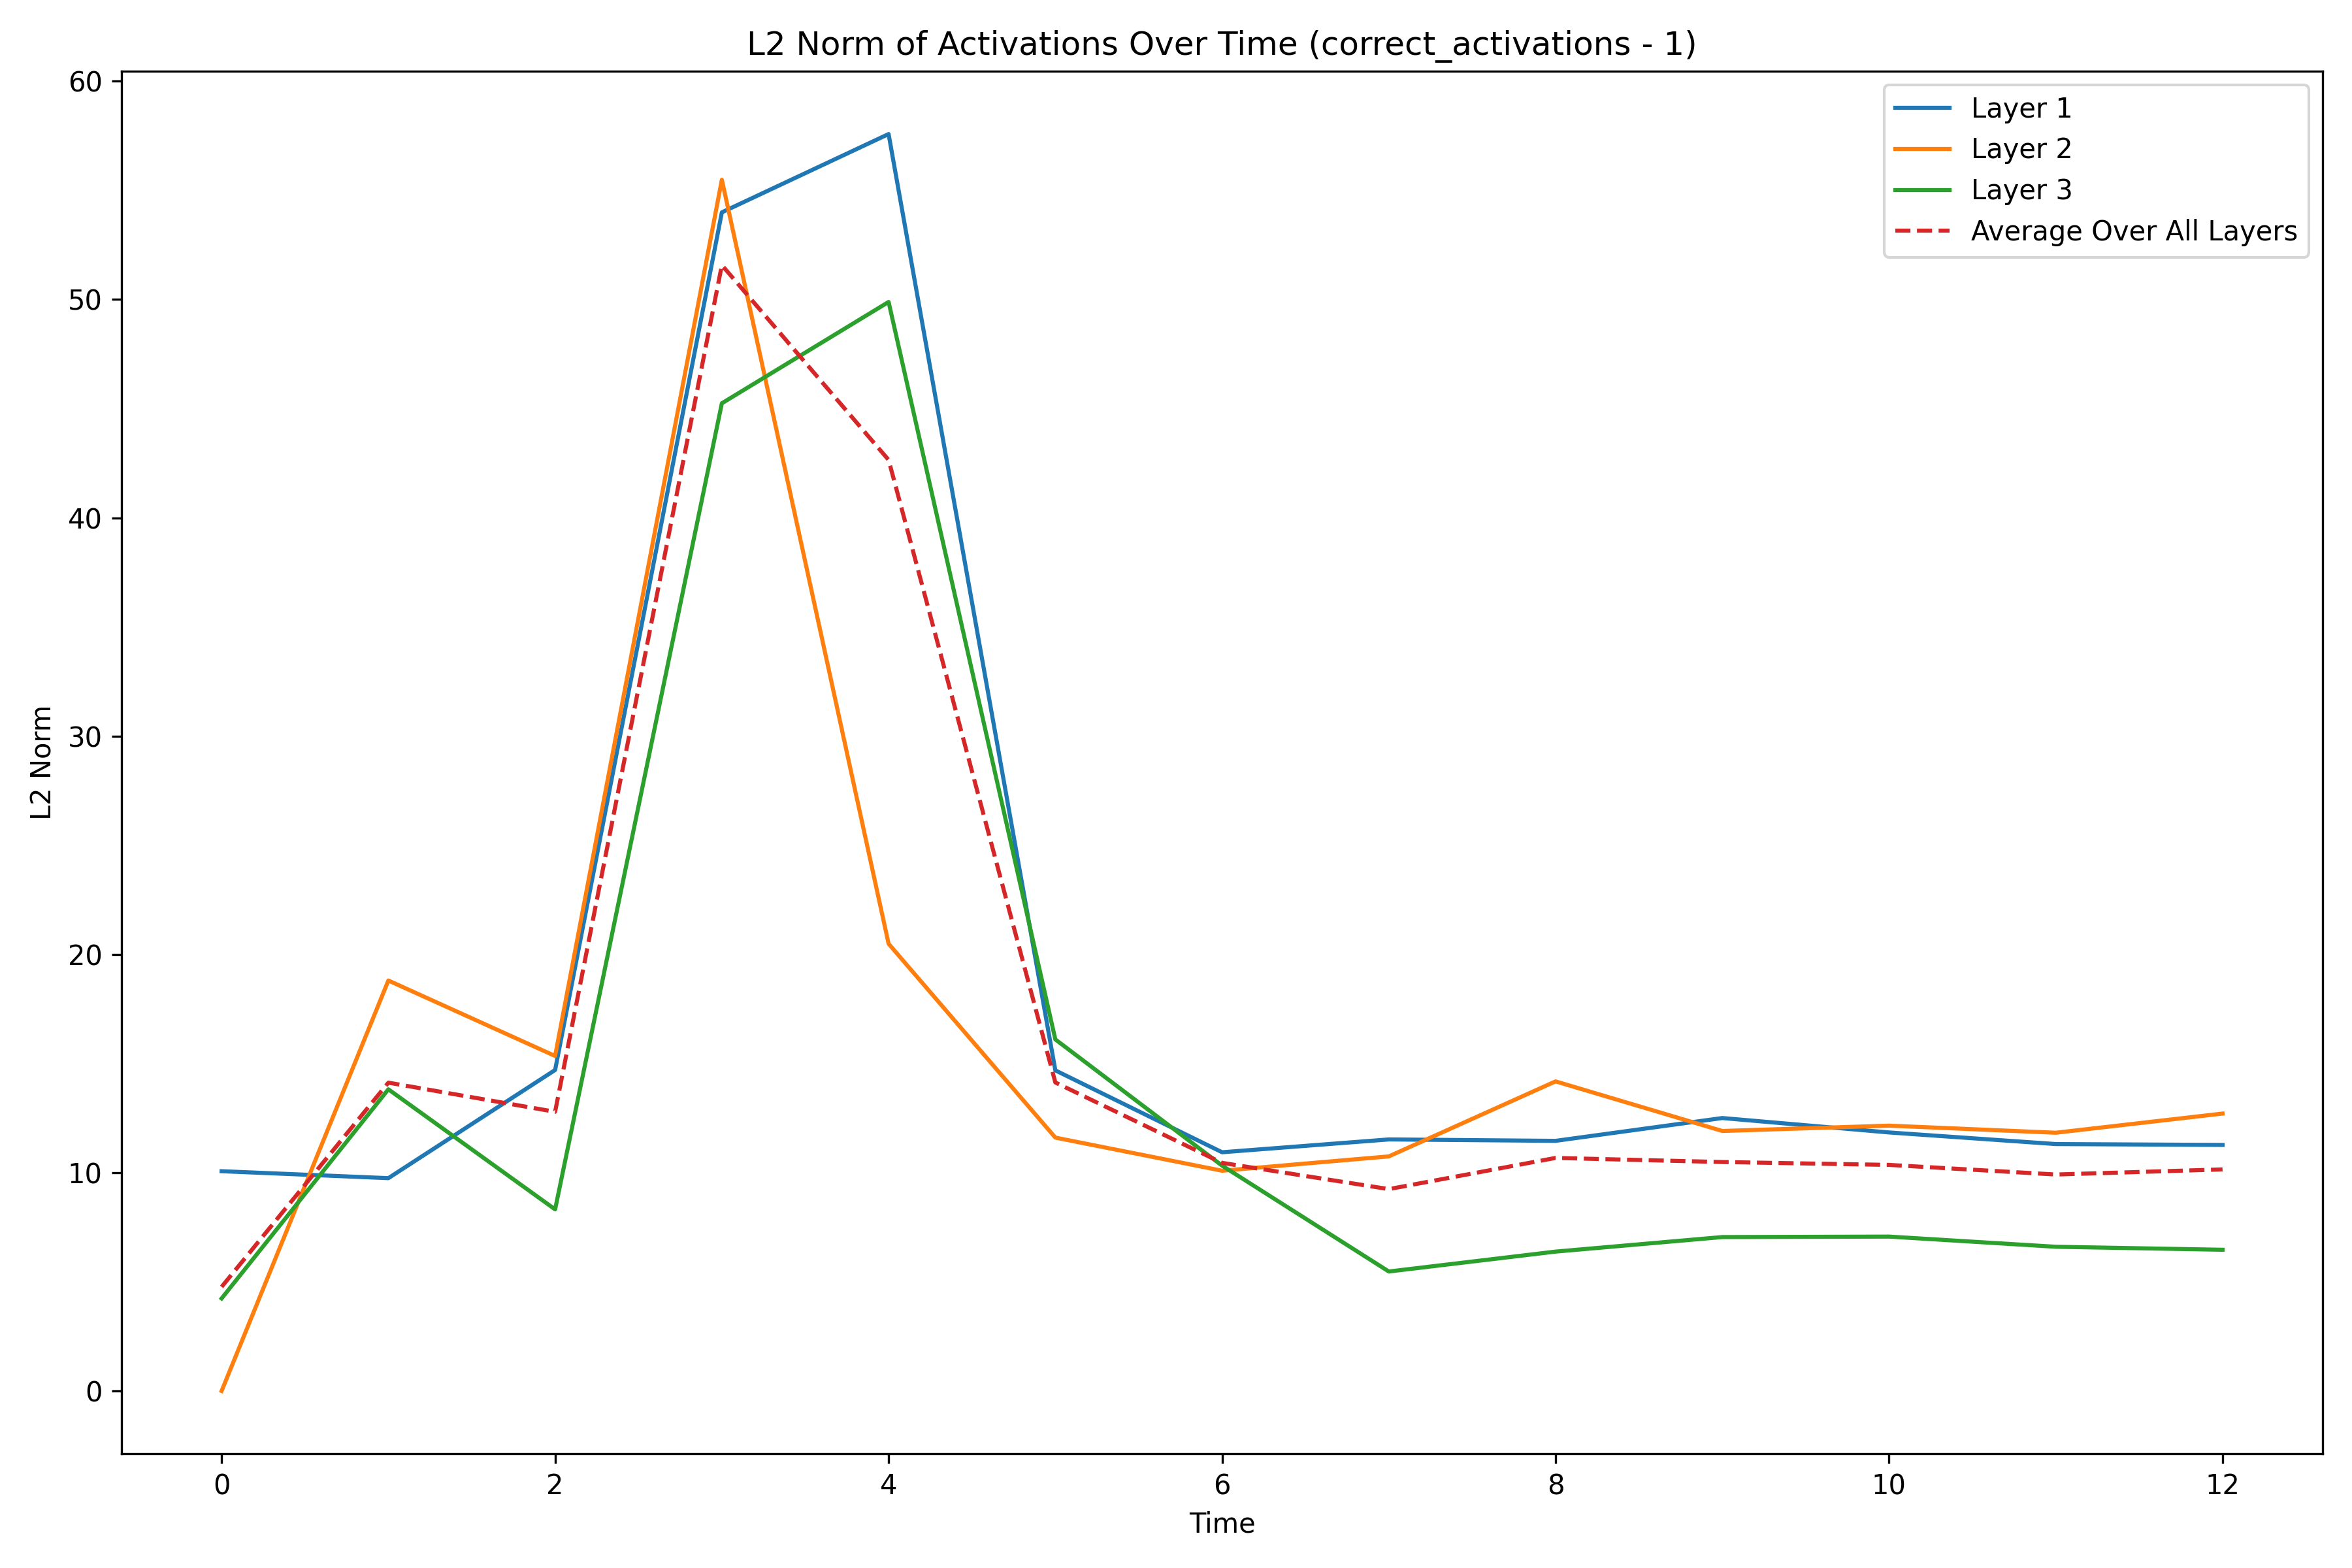 L2 Norm of Activations Over Time (correct_activations - 1)
60
50
40
30
20
10
0
L2 Norm
Layer 1
Layer 2
Layer 3
Average Over All Layers
0 2 4 6 8 10 12
Time